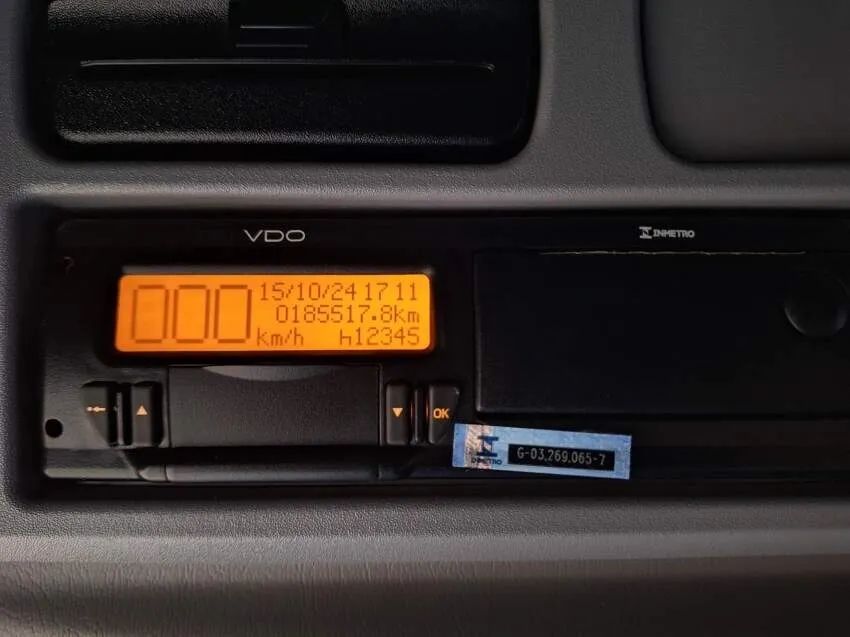 VDO
INMETRO
000 15/10/24 17 11
0185517.8km
km/h h12345
OK
INMETRO
G-03.269.065-7